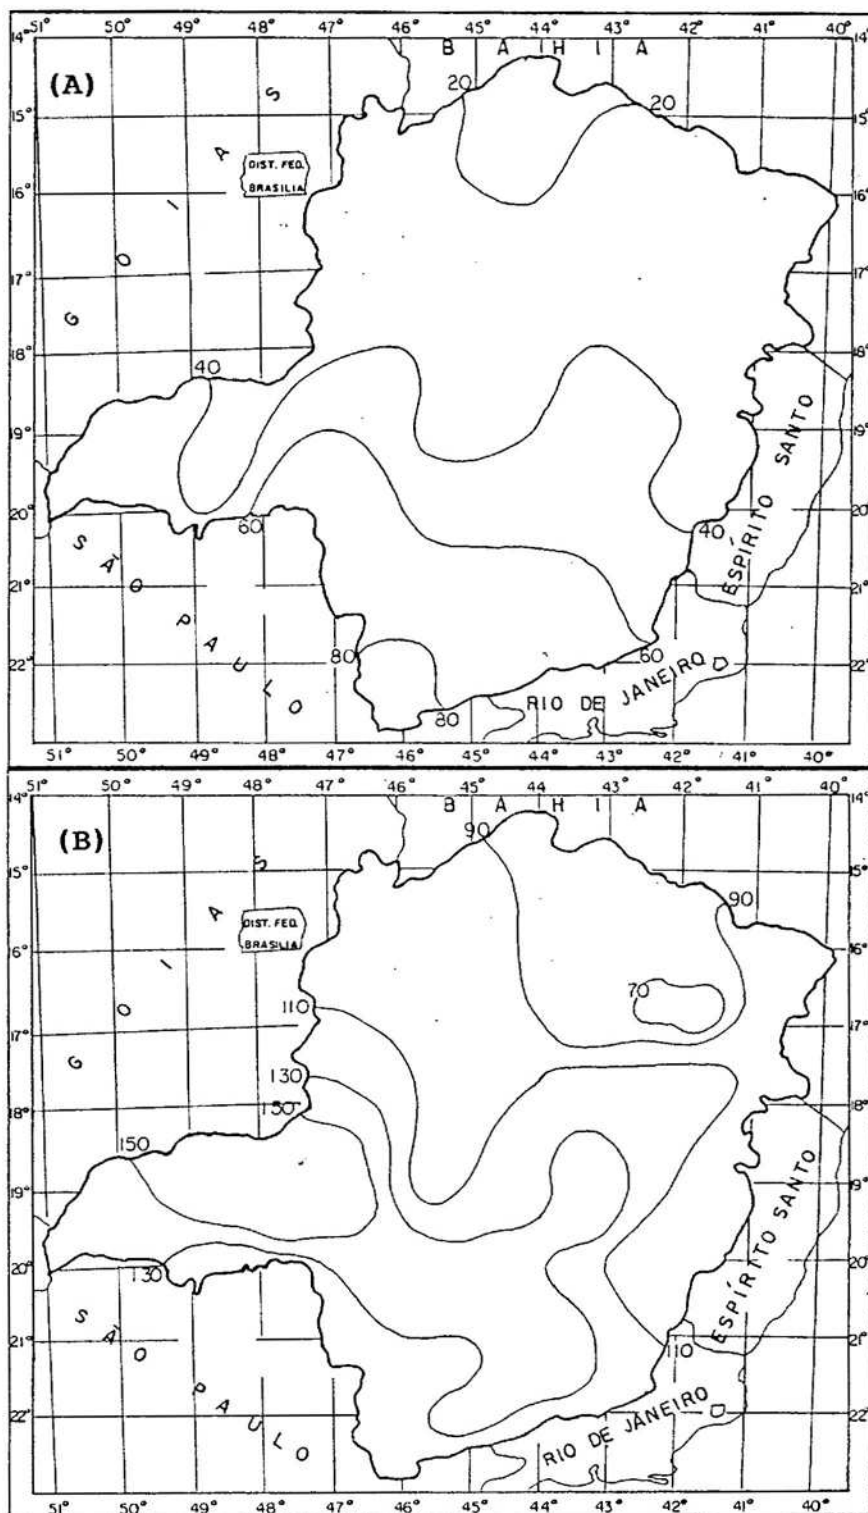 51° 50° 49° 48° 47° 46° 45° 44° 43° 42° 41° 40°
14° B A H I A 14°
(A)
20
20
15° 15°
GOIÁS
DIST. FED.
BRASILIA
16° 16°
17° 17°
18° 18°
40
19° 19°
ESPÍRITO SANTO
20° 20°
60
40
SÃO PAULO
21° 21°
80
60
22° 22°
RIO DE JANEIRO
80
51° 50° 49° 48° 47° 46° 45° 44° 43° 42° 41° 40°
51° 50° 49° 48° 47° 46° 45° 44° 43° 42° 41° 40°
14° B A H I A 14°
(B)
90
15° 15°
90
GOIÁS
DIST. FED.
BRASILIA
16° 16°
70
110
17° 17°
130
18° 150 18°
150
19° 19°
ESPÍRITO SANTO
20° 20°
130
SÃO PAULO
21° 21°
110
22° 22°
RIO DE JANEIRO
51° 50° 49° 48° 47° 46° 45° 44° 43° 42° 41° 40°